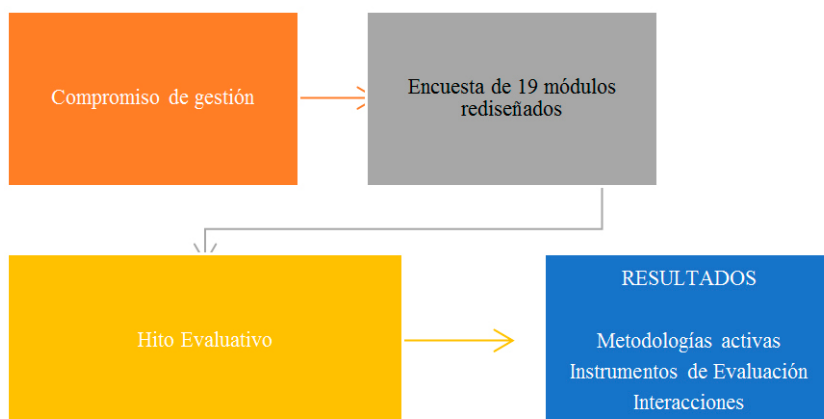 Compromiso de gestión
Encuesta de 19 módulos
rediseñados
Hito Evaluativo
RESULTADOS
Metodologías activas
Instrumentos de Evaluación
Interacciones